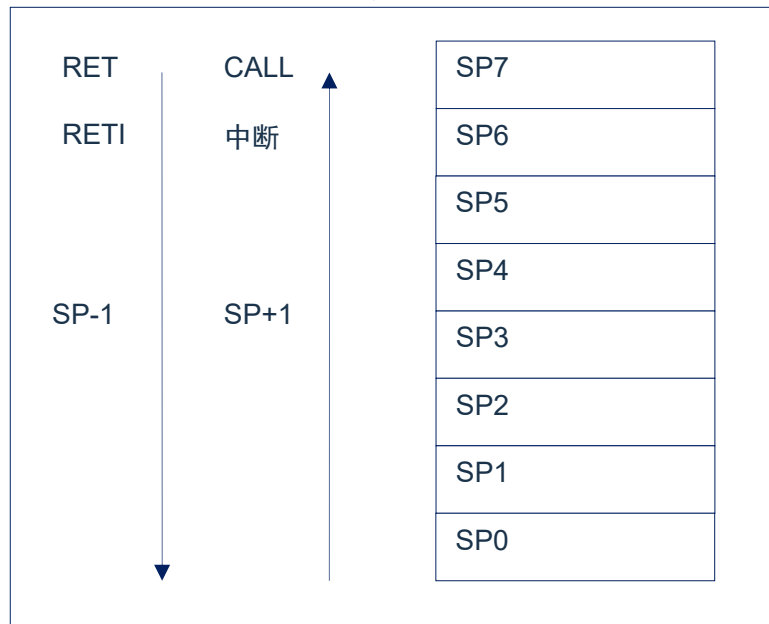 RET CALL SP7
RETI 中断 SP6
SP5
SP4
SP-1 SP+1 SP3
SP2
SP1
SP0